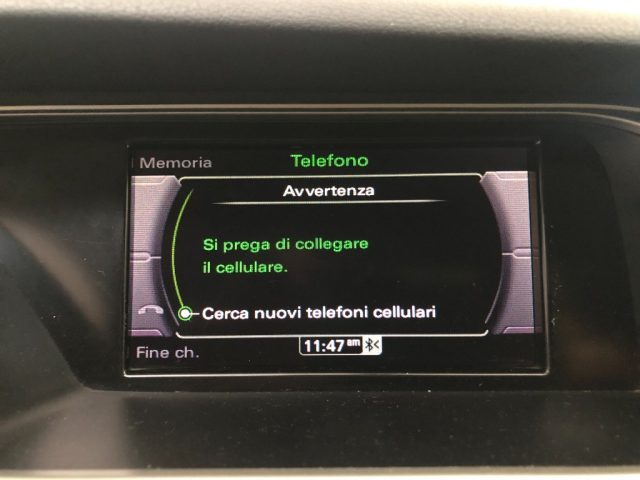 Memoria
Telefono
Avvertenza
Si prega di collegare
il cellulare.
Cerca nuovi telefoni cellulari
Fine ch.
11:47 am